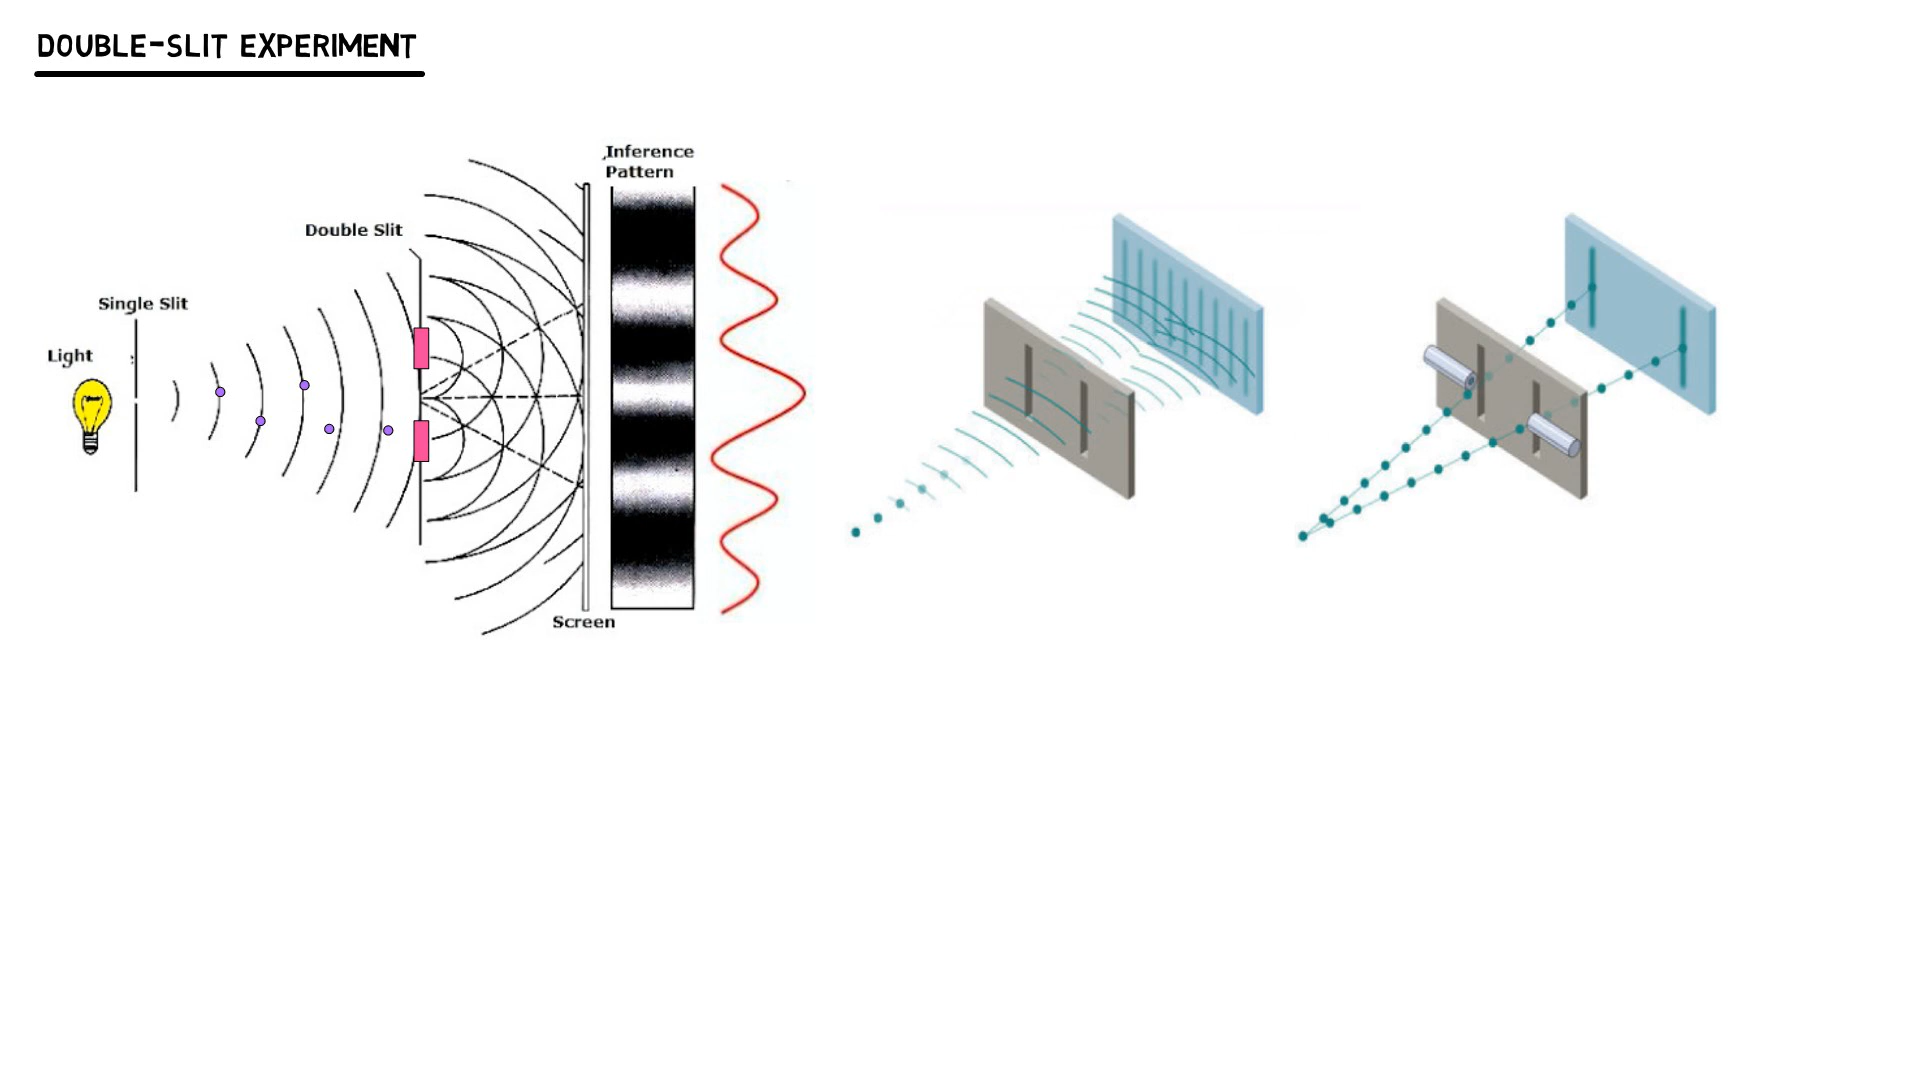 DOUBLE-SLIT EXPERIMENT
,Inference
Pattern
Double Slit
Single Slit
Light
Screen